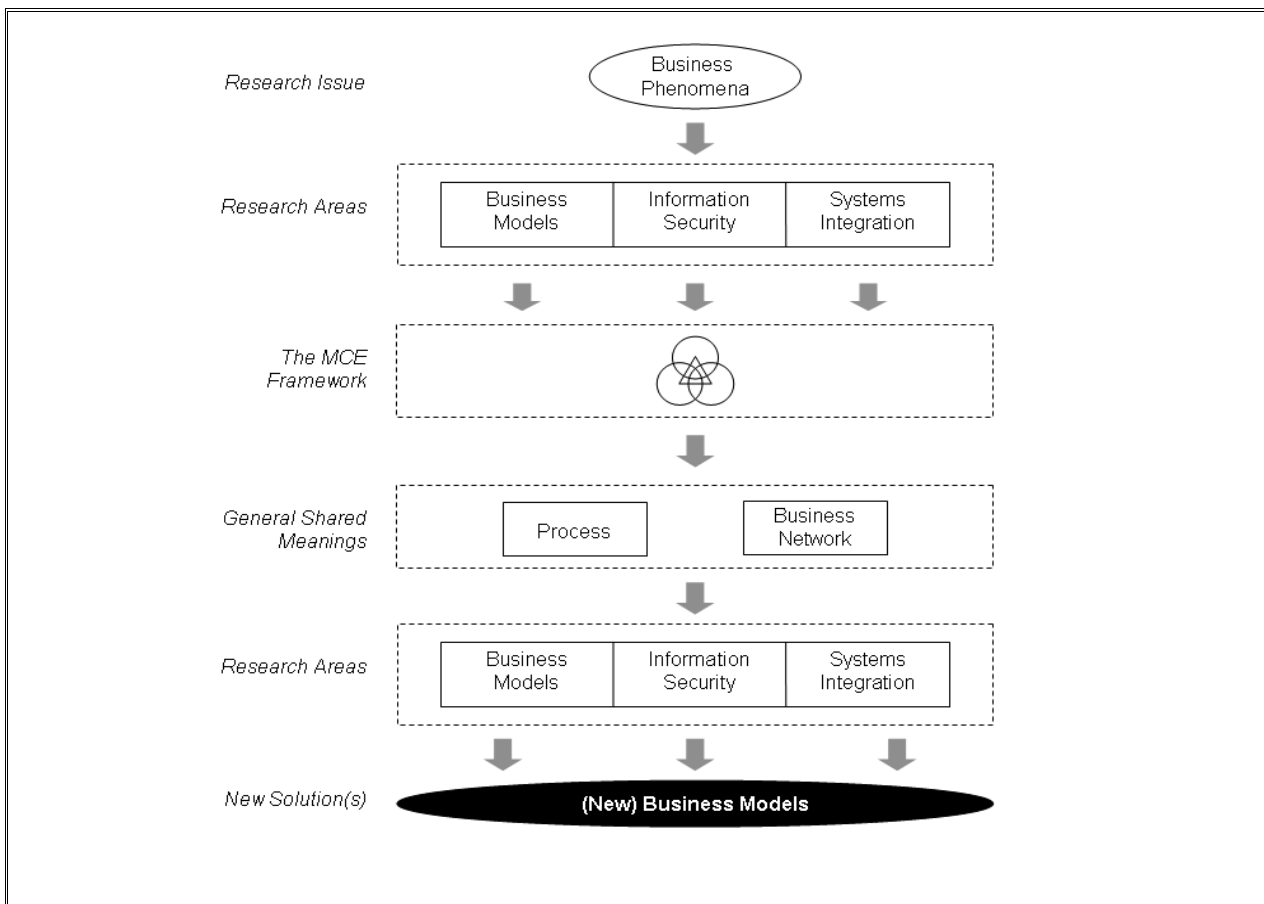 Research Issue
Business
Phenomena
Research Areas
Business
Models
Information
Security
Systems
Integration
The MCE
Framework
General Shared
Meanings
Process
Business
Network
Research Areas
Business
Models
Information
Security
Systems
Integration
New Solution(s)
(New) Business Models